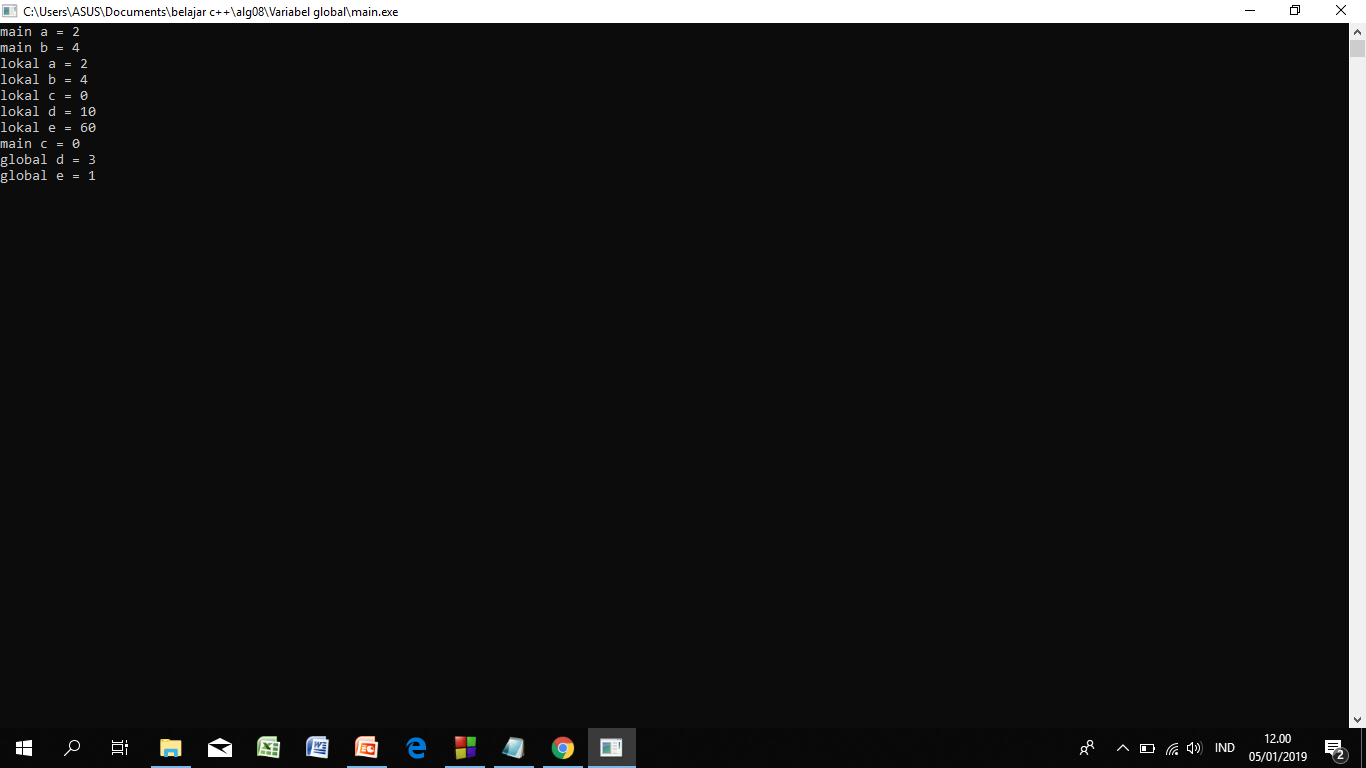 C:\Users\ASUS\Documents\belajar c++\alg08\Variabel global\main.exe
main a = 2
main b = 4
lokal a = 2
lokal b = 4
lokal c = 0
lokal d = 10
lokal e = 60
main c = 0
global d = 3
global e = 1
IND
12.00
05/01/2019
2